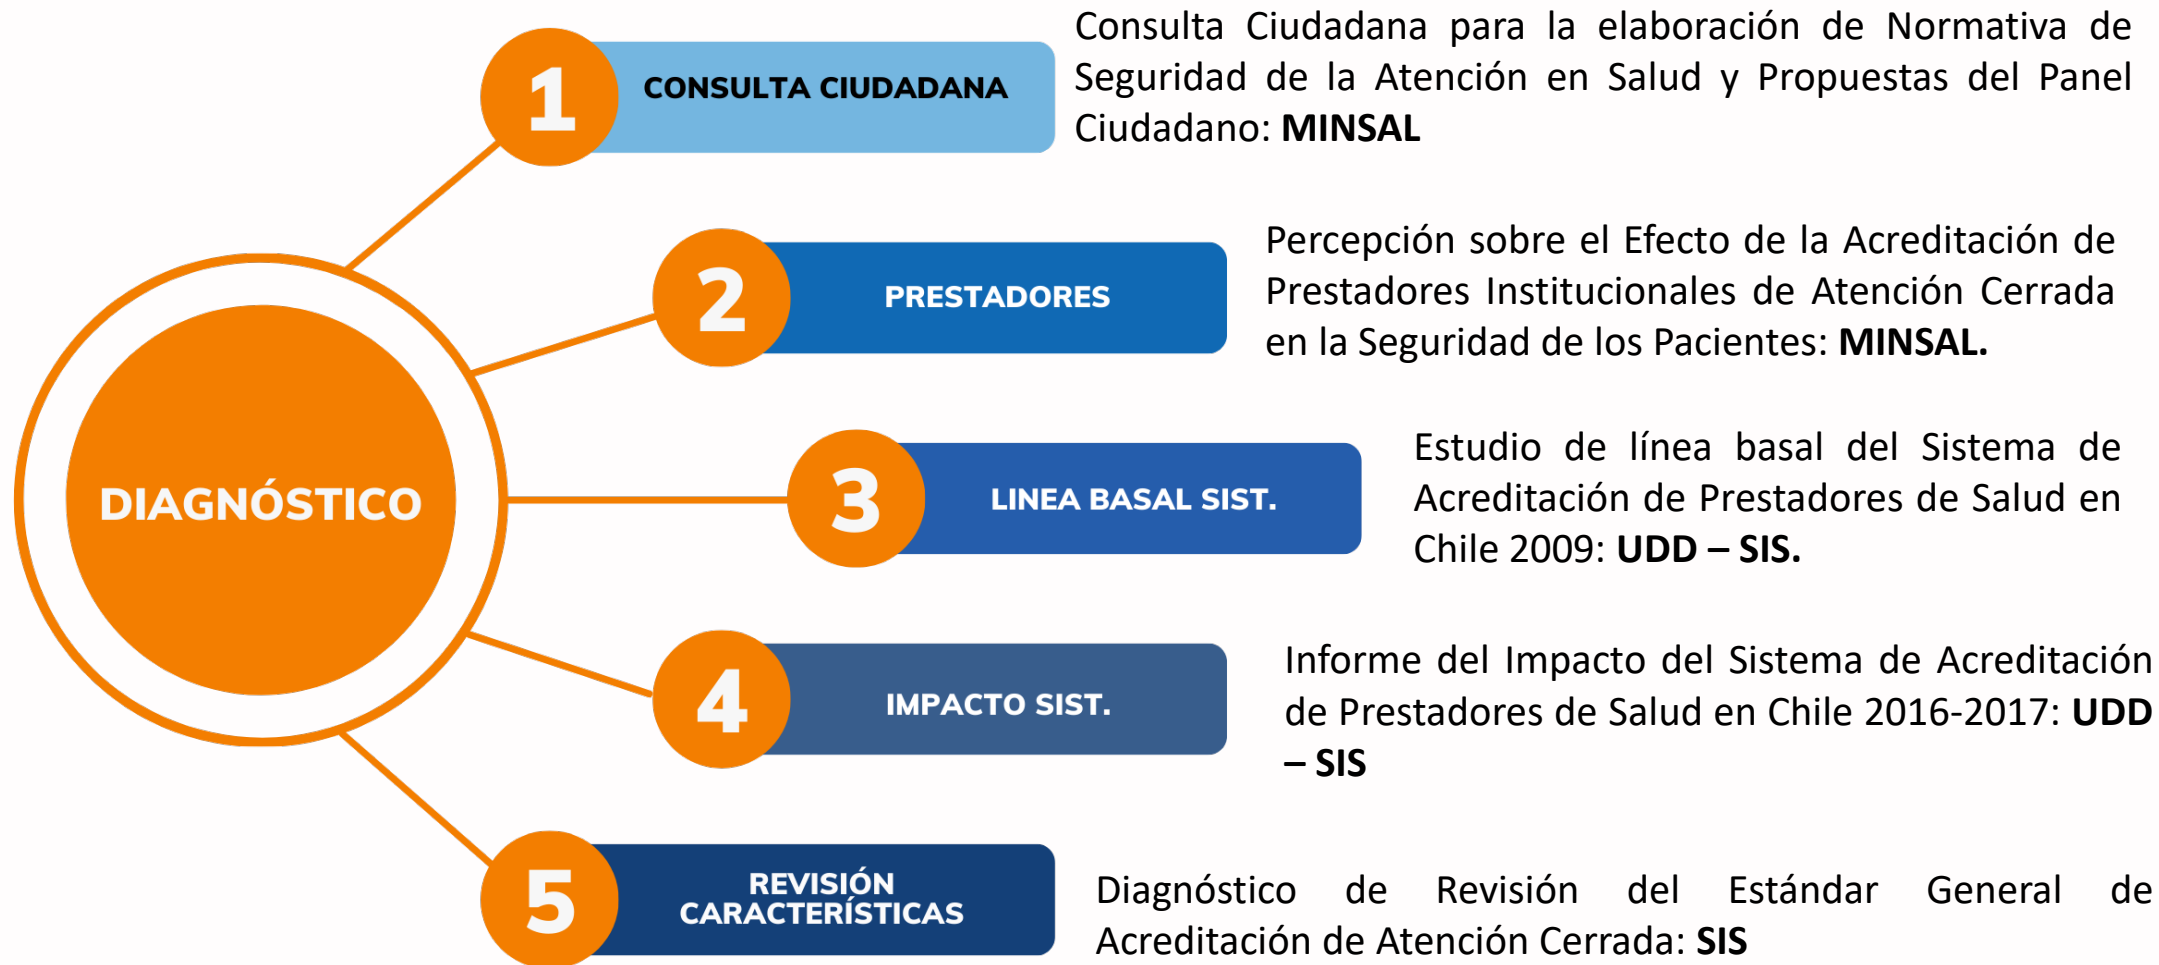 DIAGNÓSTICO
1
CONSULTA CIUDADANA
Consulta Ciudadana para la elaboración de Normativa de
Seguridad de la Atención en Salud y Propuestas del Panel
Ciudadano: MINSAL
2
PRESTADORES
Percepción sobre el Efecto de la Acreditación de
Prestadores Institucionales de Atención Cerrada
en la Seguridad de los Pacientes: MINSAL.
3
LINEA BASAL SIST.
Estudio de línea basal del Sistema de
Acreditación de Prestadores de Salud en
Chile 2009: UDD – SIS.
4
IMPACTO SIST.
Informe del Impacto del Sistema de Acreditación
de Prestadores de Salud en Chile 2016-2017: UDD
– SIS
5
REVISIÓN
CARACTERÍSTICAS
Diagnóstico de Revisión del Estándar General de
Acreditación de Atención Cerrada: SIS